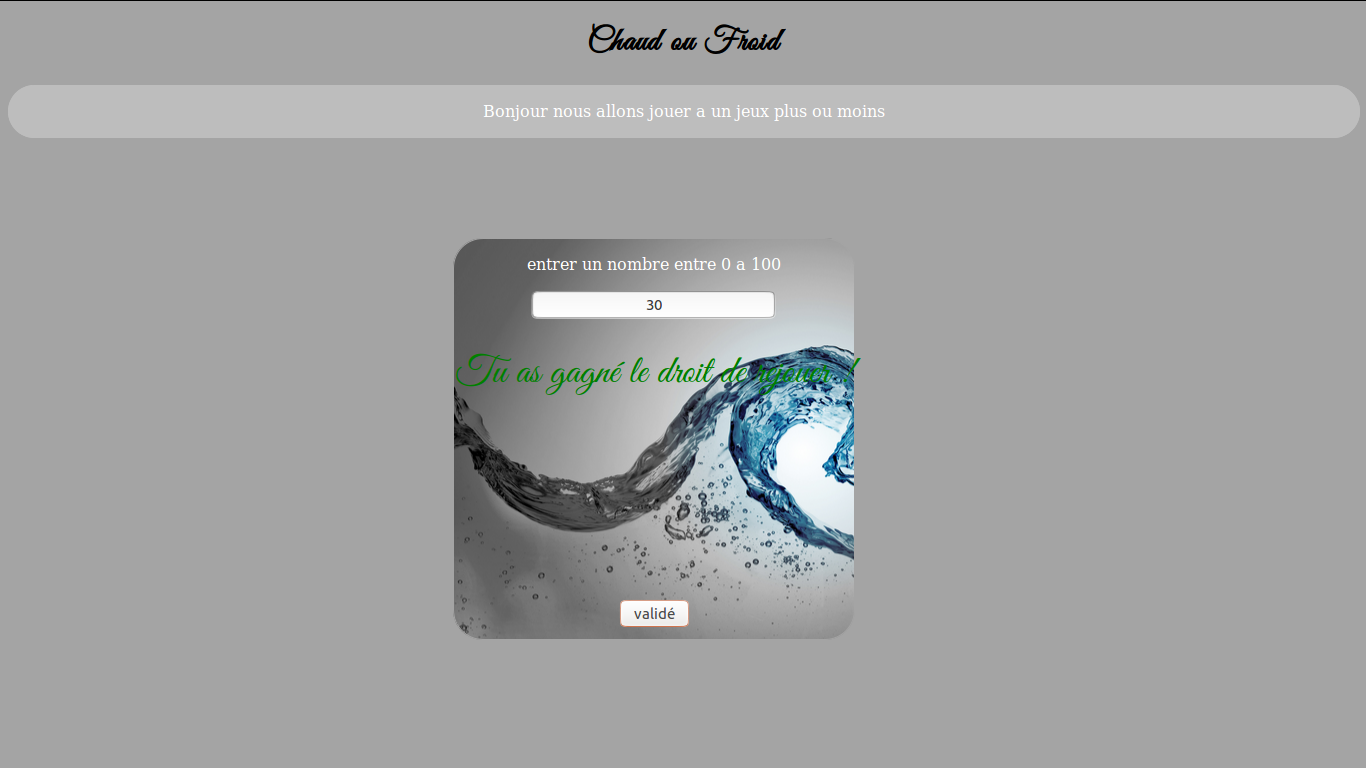 Chaud ou Froid
Bonjour nous allons jouer a un jeux plus ou moins
entrer un nombre entre 0 a 100
30
Tu as gagné le droit de rejouer !
validé